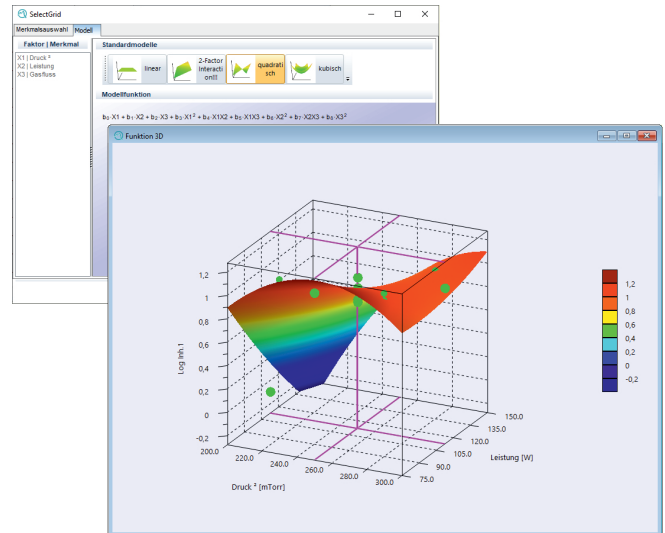 SelectGrid
Merkmalsauswahl Modell
Faktor | Merkmal
X1 | Druck ²
X2 | Leistung
X3 | Gasfluss
Standardmodelle
linear
2-Factor
Interacti
on!!!
quadrati
sch
kubisch
Modellfunktion
b₀·X1 + b₁·X2 + b₂·X3 + b₃·X1² + b₄·X1X2 + b₅·X1X3 + b₆·X2² + b₇·X2X3 + b₈·X3²
Funktion 3D
1,2
1
0,8
0,6
0,4
0,2
0
-0,2
Log Inh.1
200.0
220.0
240.0
260.0
280.0
300.0
Druck ² [mTorr]
75.0
90.0
105.0
120.0
135.0
150.0
Leistung [W]
1,2
1
0,8
0,6
0,4
0,2
0
-0,2